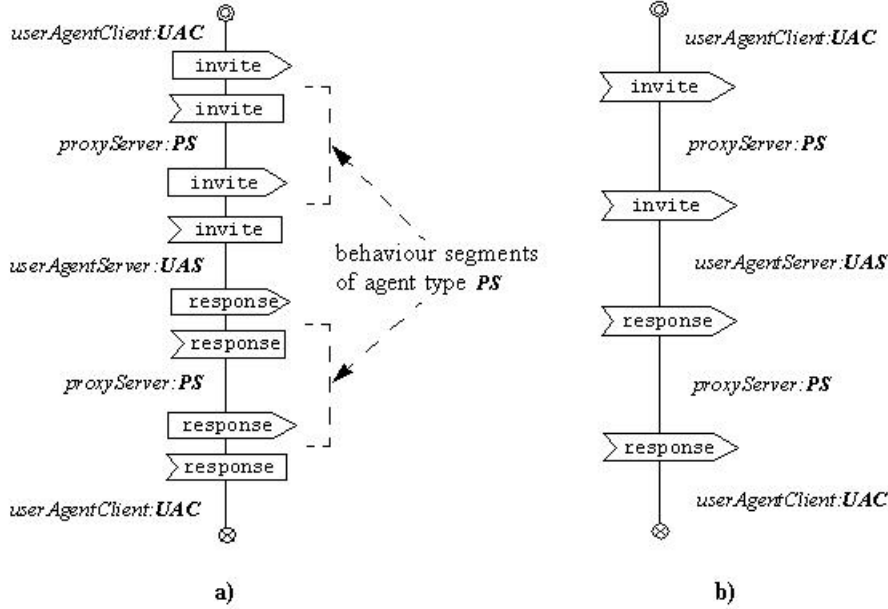 userAgentClient:UAC
invite
invite
proxyServer:PS
invite
invite
userAgentServer:UAS
response
response
proxyServer:PS
response
response
userAgentClient:UAC
behaviour segments
of agent type PS
a)
userAgentClient:UAC
invite
proxyServer:PS
invite
userAgentServer:UAS
response
proxyServer:PS
response
userAgentClient:UAC
b)